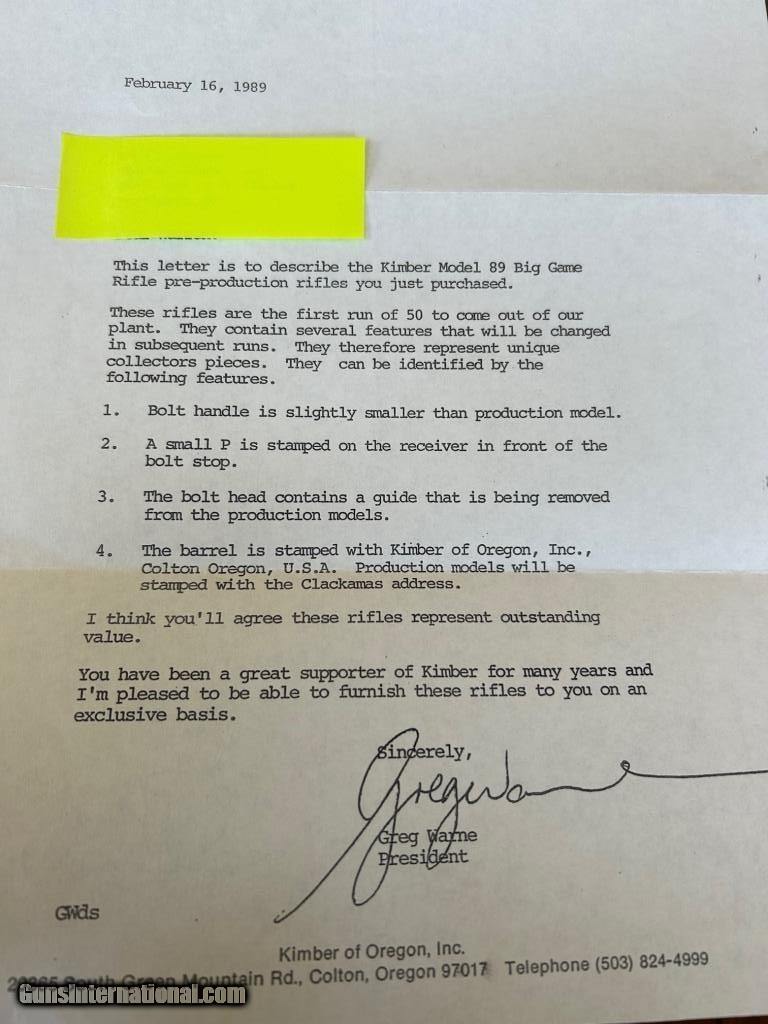 February 16, 1989
This letter is to describe the Kimber Model 89 Big Game
Rifle pre-production rifles you just purchased.
These rifles are the first run of 50 to come out of our
plant. They contain several features that will be changed
in subsequent runs. They therefore represent unique
collectors pieces. They can be identified by the
following features.
1. Bolt handle is slightly smaller than production model.
2. A small P is stamped on the receiver in front of the
bolt stop.
3. The bolt head contains a guide that is being removed
from the production models.
4. The barrel is stamped with Kimber of Oregon, Inc.,
Colton Oregon, U.S.A. Production models will be
stamped with the Clackamas address.
I think you'll agree these rifles represent outstanding
value.
You have been a great supporter of Kimber for many years and
I'm pleased to be able to furnish these rifles to you on an
exclusive basis.
Sincerely,
Greg Warne
Greg Warne
President
GWds
Kimber of Oregon, Inc.
South Green Mountain Rd., Colton, Oregon 97017 Telephone (503) 824-4999
GunsInternational.com